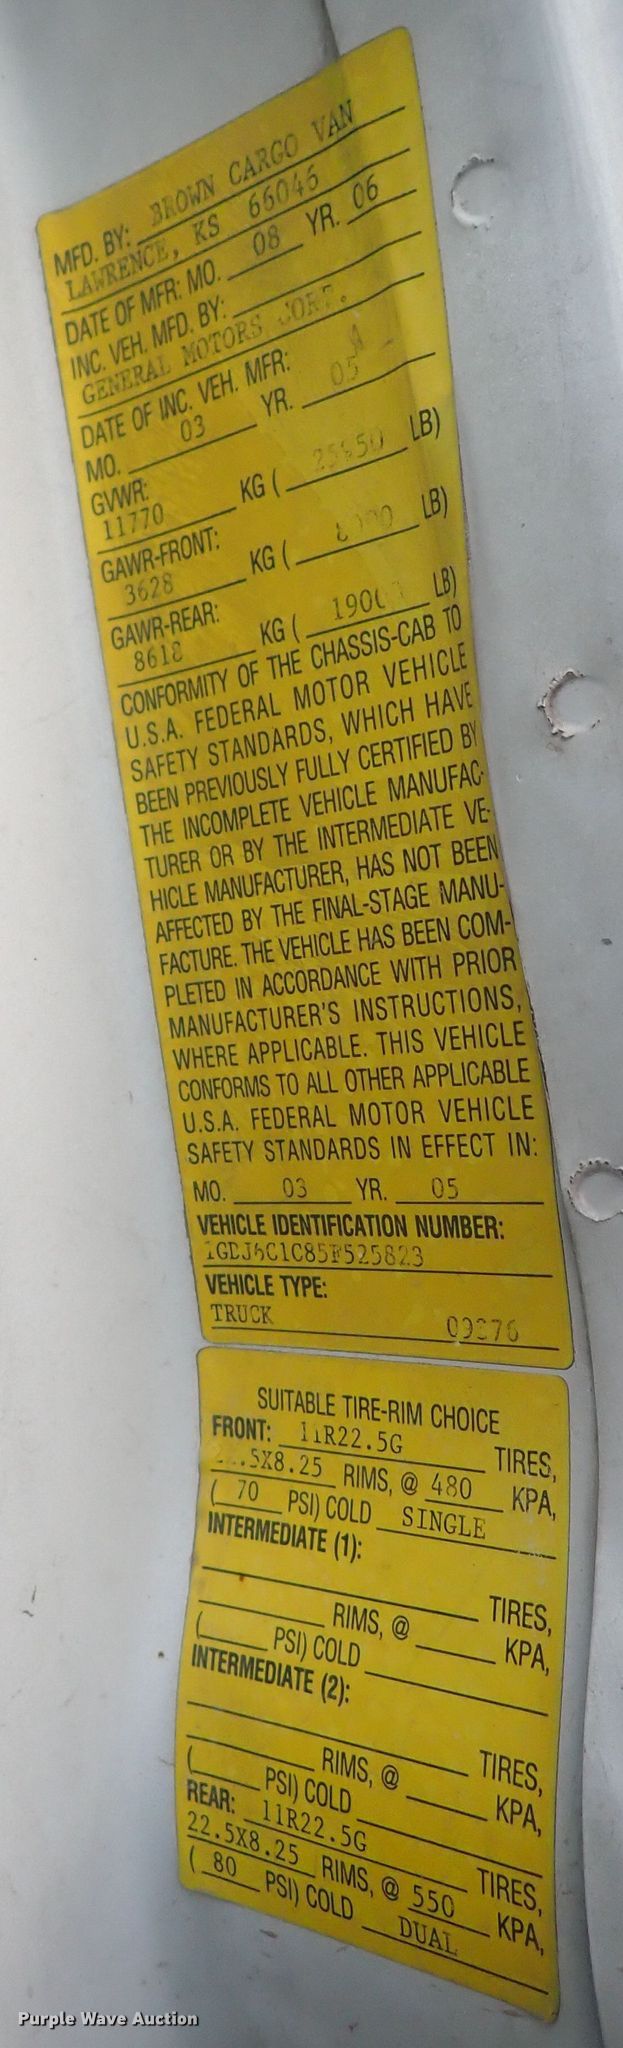 MFD. BY: BROWN CARGO VAN
LAWRENCE, KS 66046
DATE OF MFR: MO. 08 YR. 06
INC. VEH. MFD. BY:
GENERAL MOTORS CORP.
DATE OF INC. VEH. MFR:
MO. 03 YR. 05
GVWR:
11770 KG ( LB)
GAWR-FRONT:
3628 KG ( LB)
GAWR-REAR:
8618 KG ( LB)
CONFORMITY OF THE CHASSIS-CAB TO
U.S.A. FEDERAL MOTOR VEHICLE
SAFETY STANDARDS, WHICH HAVE
BEEN PREVIOUSLY FULLY CERTIFIED BY
THE INCOMPLETE VEHICLE MANUFAC-
TURER OR BY THE INTERMEDIATE VE-
HICLE MANUFACTURER, HAS NOT BEEN
AFFECTED BY THE FINAL-STAGE MANU-
FACTURE. THE VEHICLE HAS BEEN COM-
PLETED IN ACCORDANCE WITH PRIOR
MANUFACTURER'S INSTRUCTIONS,
WHERE APPLICABLE. THIS VEHICLE
CONFORMS TO ALL OTHER APPLICABLE
U.S.A. FEDERAL MOTOR VEHICLE
SAFETY STANDARDS IN EFFECT IN:
MO. 03 YR. 05
VEHICLE IDENTIFICATION NUMBER:
1GDJ6C1C85F525823
VEHICLE TYPE:
TRUCK
SUITABLE TIRE-RIM CHOICE
FRONT: 11R22.5G TIRES,
RIMS, @ 480 KPA,
( 70 PSI) COLD SINGLE
INTERMEDIATE (1):
TIRES,
RIMS, @ KPA,
( PSI) COLD
INTERMEDIATE (2):
TIRES,
RIMS, @ KPA,
( PSI) COLD
REAR: 11R22.5G TIRES,
22.5X8.25 RIMS, @ 550 KPA,
( 80 PSI) COLD DUAL
Purple Wave Auction